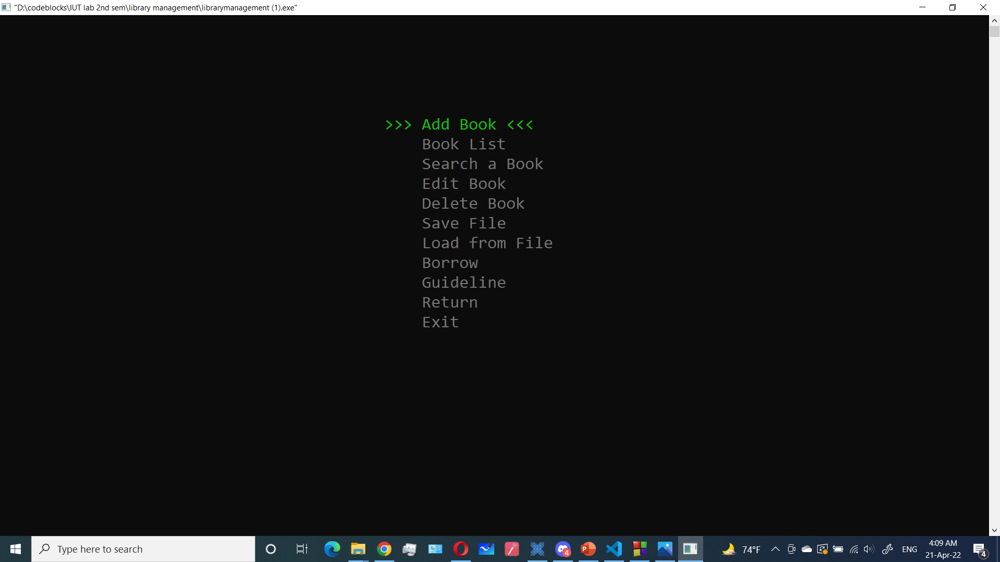 "D:\codeblocks\IUT lab 2nd sem\library management\librarymanagement (1).exe"
>>> Add Book <<<
Book List
Search a Book
Edit Book
Delete Book
Save File
Load from File
Borrow
Guideline
Return
Exit
Type here to search
4
74°F
ENG
4:09 AM
21-Apr-22
4